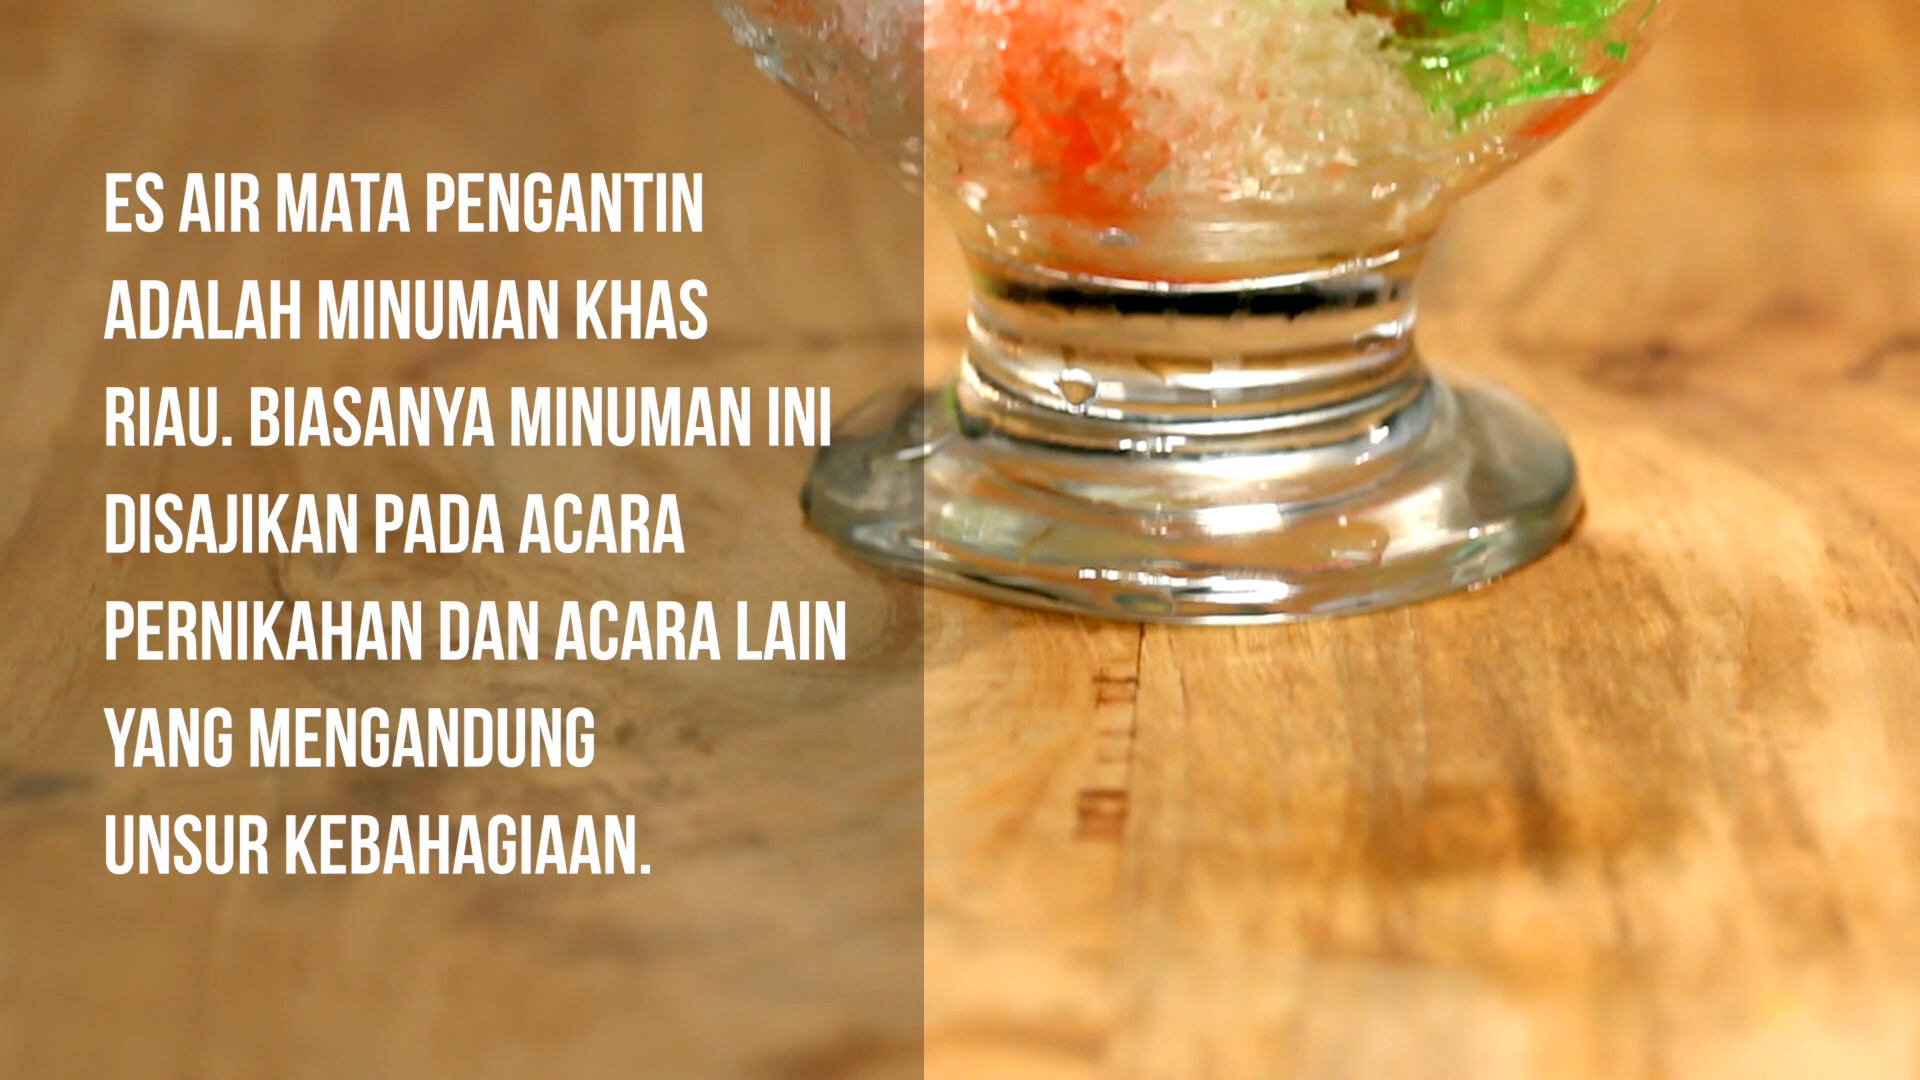 ES AIR MATA PENGANTIN
ADALAH MINUMAN KHAS
RIAU. BIASANYA MINUMAN INI
DISAJIKAN PADA ACARA
PERNIKAHAN DAN ACARA LAIN
YANG MENGANDUNG
UNSUR KEBAHAGIAAN.